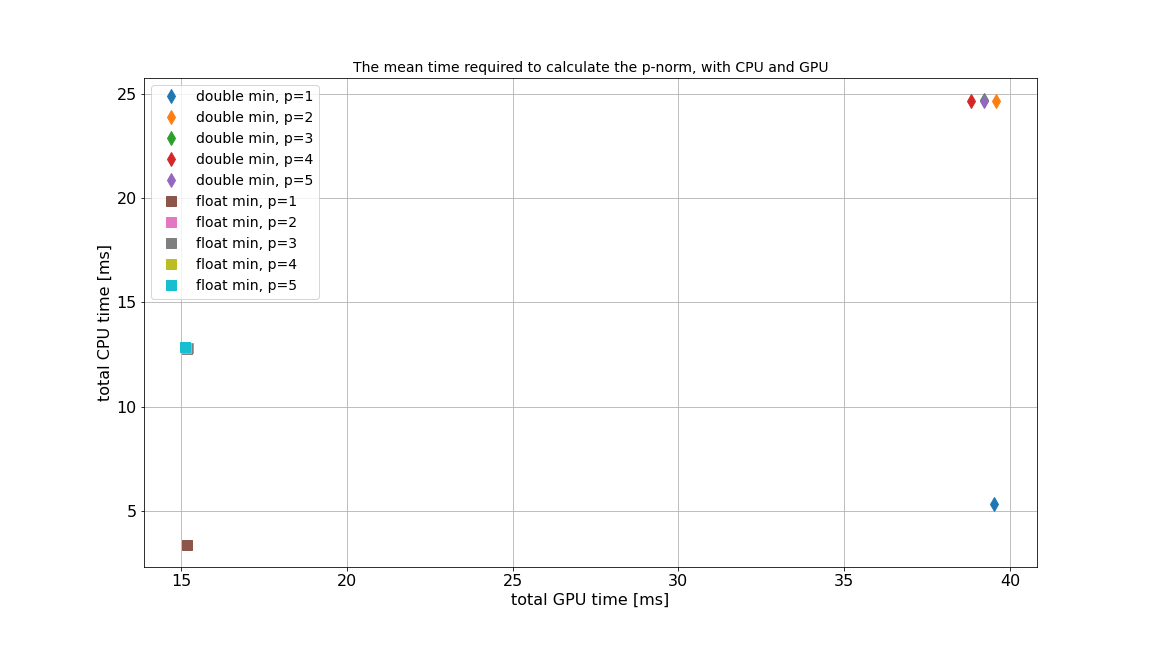 The mean time required to calculate the p-norm, with CPU and GPU
25
20
15
10
5
total CPU time [ms]
double min, p=1
double min, p=2
double min, p=3
double min, p=4
double min, p=5
float min, p=1
float min, p=2
float min, p=3
float min, p=4
float min, p=5
15 20 25 30 35 40
total GPU time [ms]